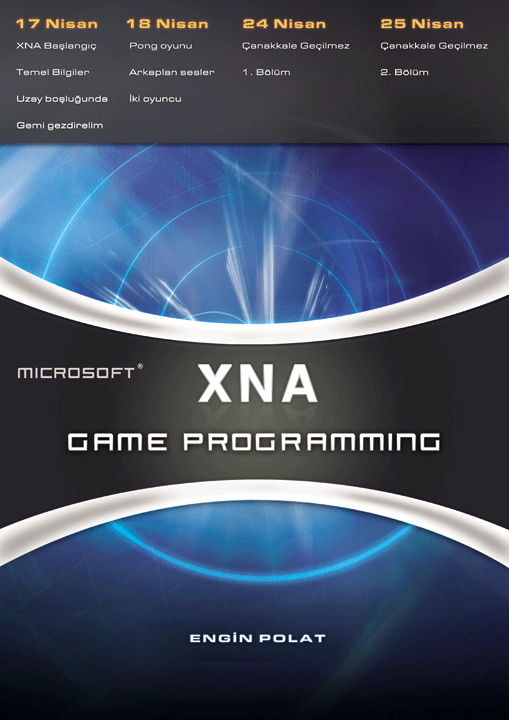 17 Nisan
XNA Başlangıç
Temel Bilgiler
Uzay boşluğunda
Gemi gezdirelim
18 Nisan
Pong oyunu
Arkaplan sesler
İki oyuncu
24 Nisan
Çanakkale Geçilmez
1. Bölüm
25 Nisan
Çanakkale Geçilmez
2. Bölüm
MICROSOFT® XNA
GAME PROGRAMMING
ENGİN POLAT